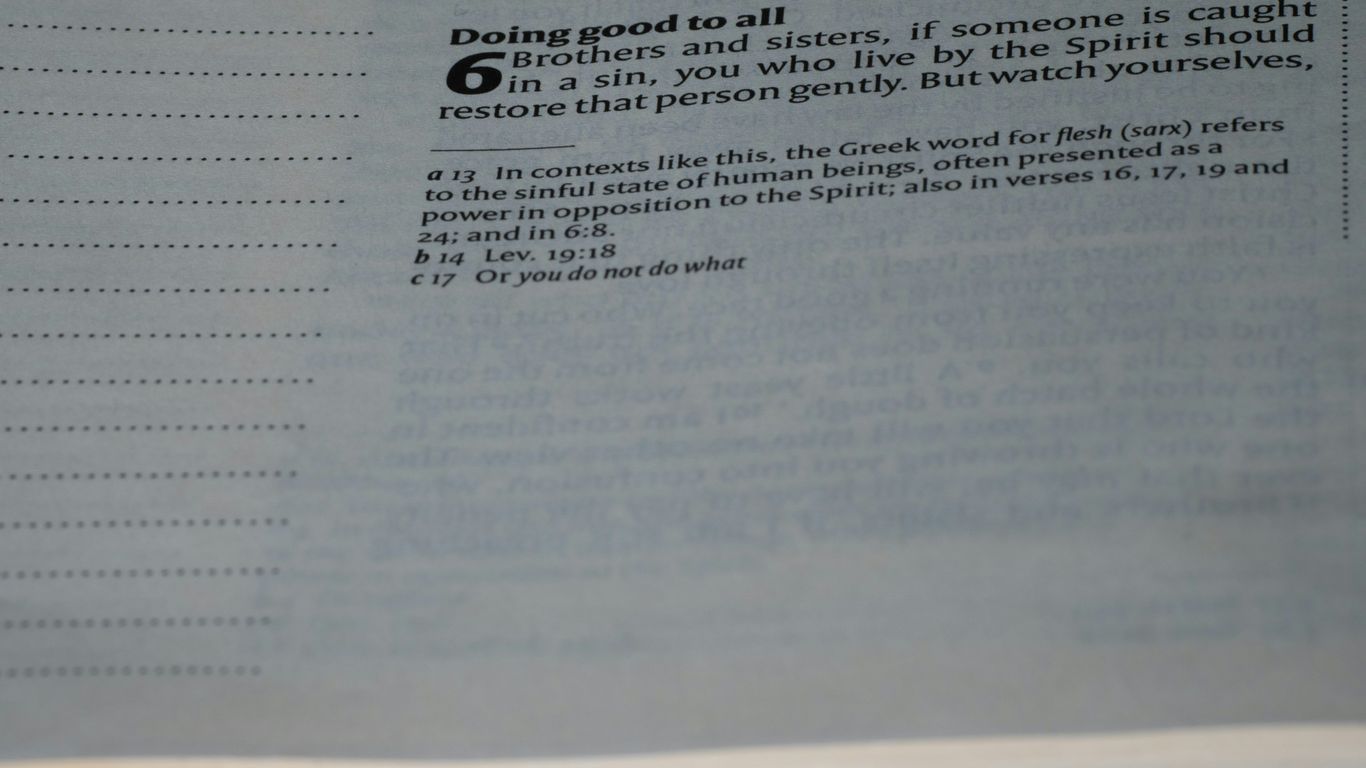 Doing good to all
6 Brothers and sisters, if someone is caught
in a sin, you who live by the Spirit should
restore that person gently. But watch yourselves,
a 13 In contexts like this, the Greek word for flesh (sarx) refers
to the sinful state of human beings, often presented as a
power in opposition to the Spirit; also in verses 16, 17, 19 and
24; and in 6:8.
b 14 Lev. 19:18
c 17 Or you do not do what